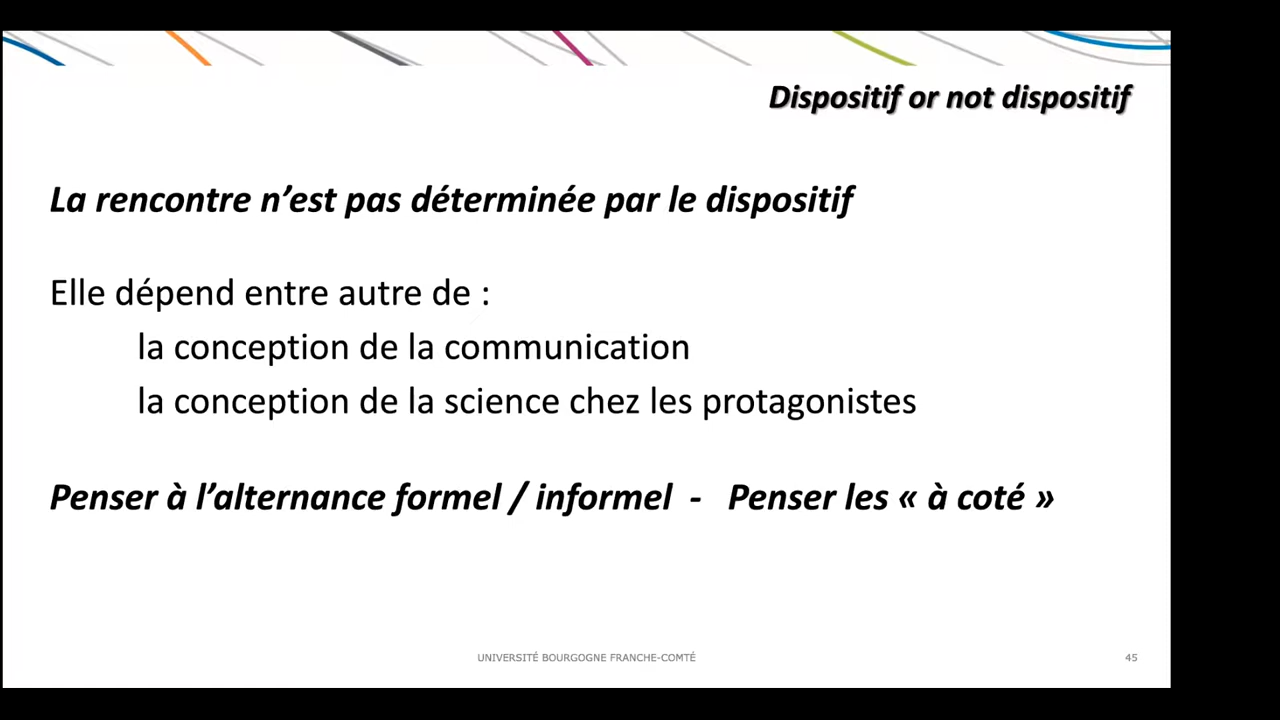 Dispositif or not dispositif
La rencontre n’est pas déterminée par le dispositif
Elle dépend entre autre de :
la conception de la communication
la conception de la science chez les protagonistes
Penser à l’alternance formel / informel - Penser les « à coté »
UNIVERSITÉ BOURGOGNE FRANCHE-COMTÉ
45